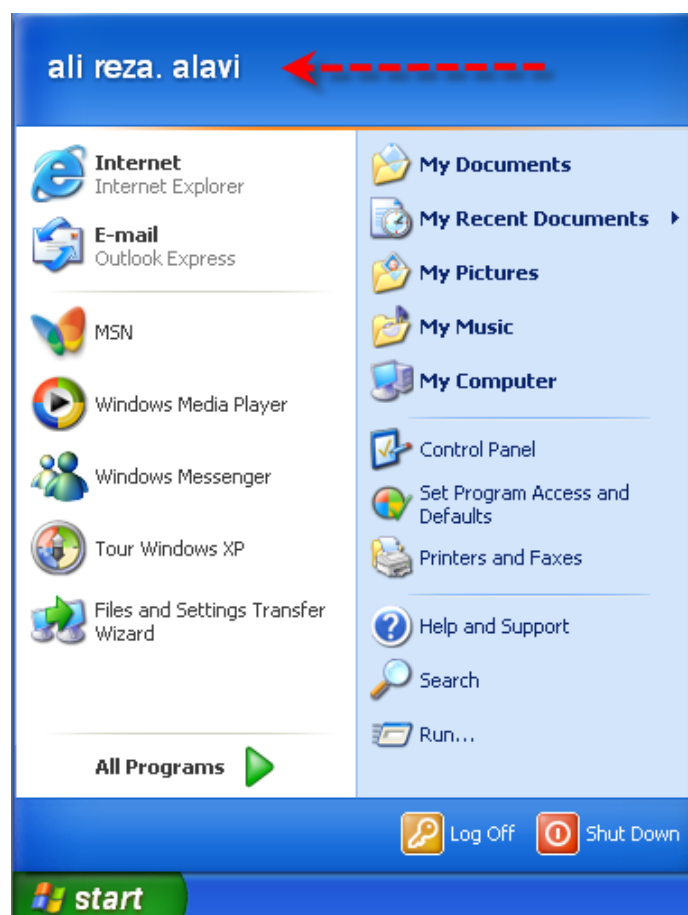 ali reza. alavi
Internet
Internet Explorer
E-mail
Outlook Express
MSN
Windows Media Player
Windows Messenger
Tour Windows XP
Files and Settings Transfer
Wizard
All Programs
My Documents
My Recent Documents
My Pictures
My Music
My Computer
Control Panel
Set Program Access and
Defaults
Printers and Faxes
Help and Support
Search
Run...
Log Off
Shut Down
start